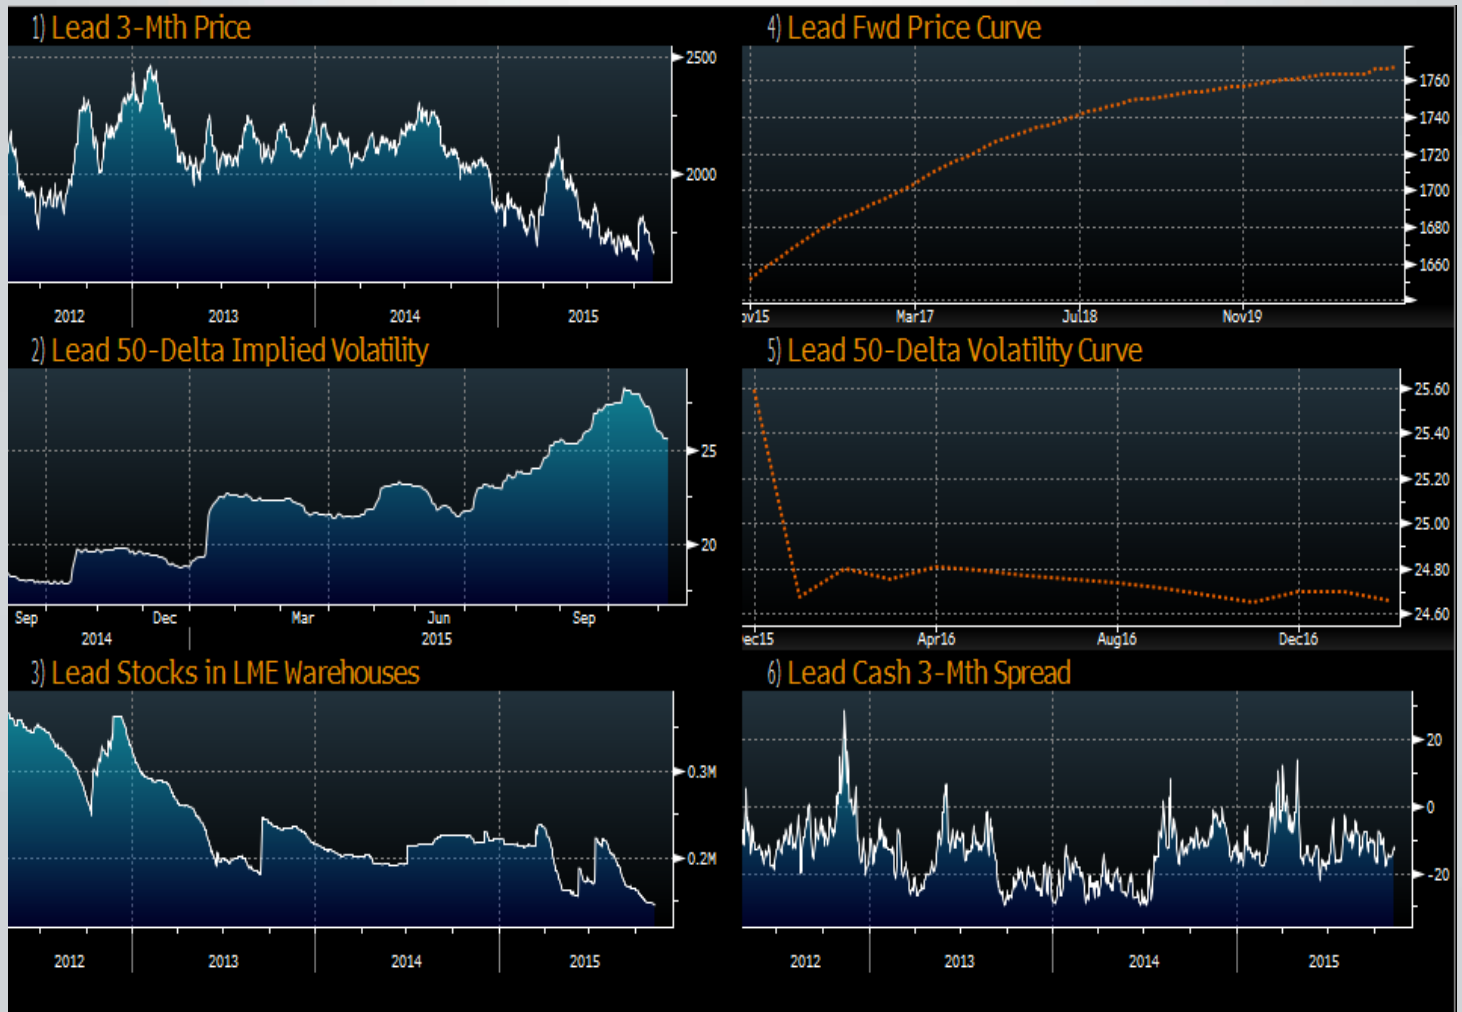 1) Lead 3-Mth Price
2500
2000
2012 2013 2014 2015
2) Lead 50-Delta Implied Volatility
25
20
Sep Dec Mar Jun Sep
2014 2015
3) Lead Stocks in LME Warehouses
0.3M
0.2M
2012 2013 2014 2015
4) Lead Fwd Price Curve
1760
1740
1720
1700
1680
1660
ov15 Mar17 Jul18 Nov19
5) Lead 50-Delta Volatility Curve
25.60
25.40
25.20
25.00
24.80
24.60
ec15 Apr16 Aug16 Dec16
6) Lead Cash 3-Mth Spread
20
0
-20
2012 2013 2014 2015